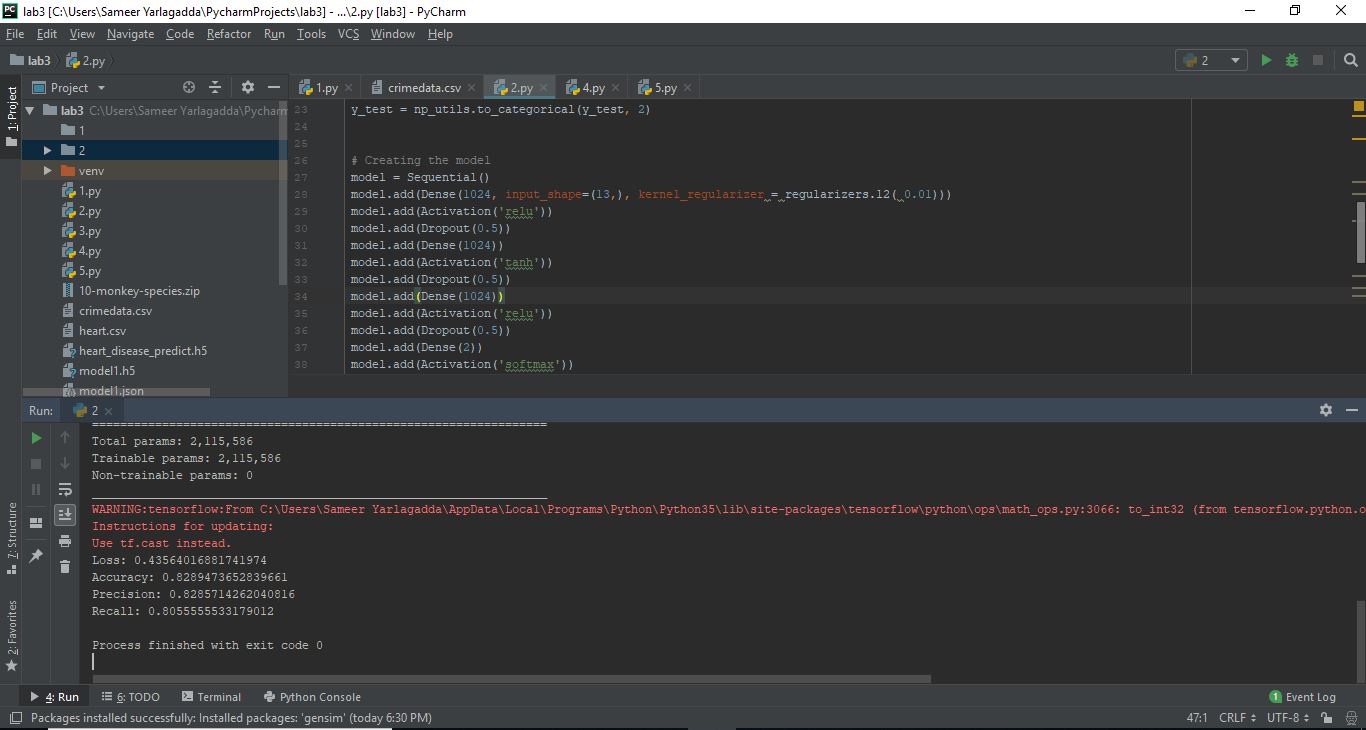 lab3 [C:\Users\Sameer Yarlagadda\PycharmProjects\lab3] - ...\2.py [lab3] - PyCharm
File Edit View Navigate Code Refactor Run Tools VCS Window Help
lab3 2.py 2
1: Project
Project
1.py crimedata.csv 2.py 4.py 5.py
lab3 C:\Users\Sameer Yarlagadda\Pycharm
1
2
venv
1.py
2.py
3.py
4.py
5.py
10-monkey-species.zip
crimedata.csv
heart.csv
heart_disease_predict.h5
model1.h5
model1.json
23 y_test = np_utils.to_categorical(y_test, 2)
24
25
26 # Creating the model
27 model = Sequential()
28 model.add(Dense(1024, input_shape=(13,), kernel_regularizer = regularizers.l2( 0.01)))
29 model.add(Activation('relu'))
30 model.add(Dropout(0.5))
31 model.add(Dense(1024))
32 model.add(Activation('tanh'))
33 model.add(Dropout(0.5))
34 model.add(Dense(1024))
35 model.add(Activation('relu'))
36 model.add(Dropout(0.5))
37 model.add(Dense(2))
38 model.add(Activation('softmax'))
Run: 2
Total params: 2,115,586
Trainable params: 2,115,586
Non-trainable params: 0
WARNING:tensorflow:From C:\Users\Sameer Yarlagadda\AppData\Local\Programs\Python\Python35\lib\site-packages\tensorflow\python\ops\math_ops.py:3066: to_int32 (from tensorflow.python.o
Instructions for updating:
Use tf.cast instead.
Loss: 0.43564016881741974
Accuracy: 0.8289473652839661
Precision: 0.8285714262040816
Recall: 0.8055555533179012
Process finished with exit code 0
7: Structure
2: Favorites
4: Run 6: TODO Terminal Python Console 1 Event Log
Packages installed successfully: Installed packages: 'gensim' (today 6:30 PM) 47:1 CRLF UTF-8